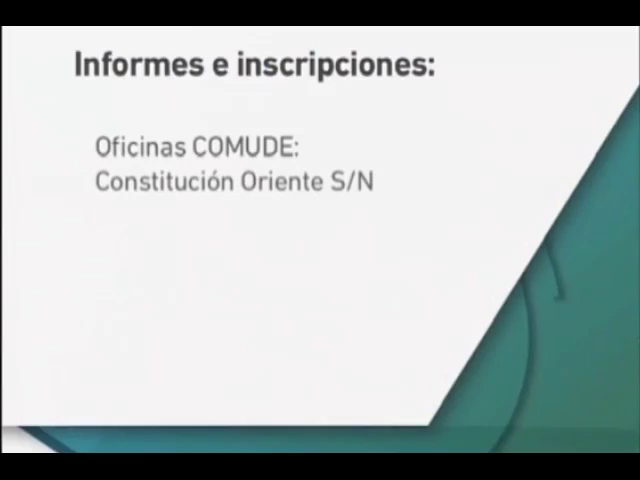 Informes e inscripciones:
Oficinas COMUDE:
Constitución Oriente S/N